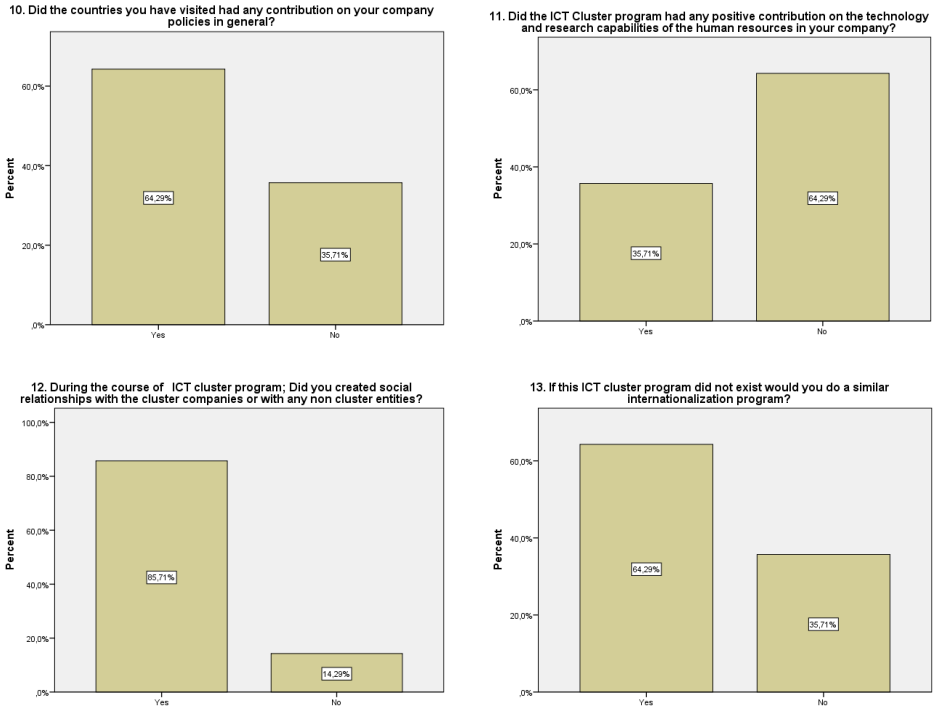 10. Did the countries you have visited had any contribution on your company
policies in general?
Percent
60,0%
40,0%
20,0%
,0%
64,29%
35,71%
Yes
No
11. Did the ICT Cluster program had any positive contribution on the technology
and research capabilities of the human resources in your company?
Percent
60,0%
40,0%
20,0%
,0%
35,71%
64,29%
Yes
No
12. During the course of ICT cluster program; Did you created social
relationships with the cluster companies or with any non cluster entities?
Percent
100,0%
80,0%
60,0%
40,0%
20,0%
,0%
85,71%
14,29%
Yes
No
13. If this ICT cluster program did not exist would you do a similar
internationalization program?
Percent
60,0%
40,0%
20,0%
,0%
64,29%
35,71%
Yes
No